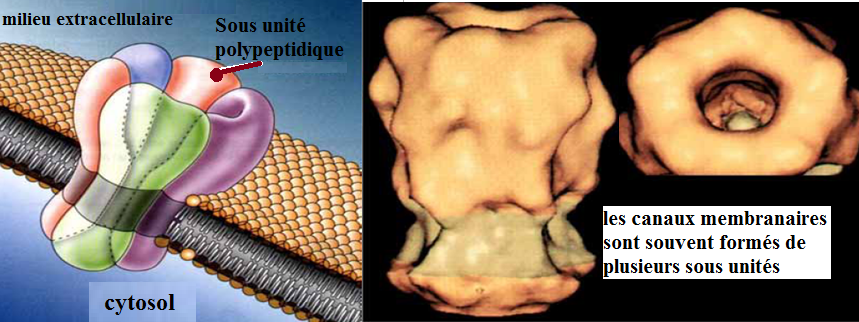 milieu extracellulaire
Sous unité
polypeptidique
cytosol
les canaux membranaires
sont souvent formés de
plusieurs sous unités